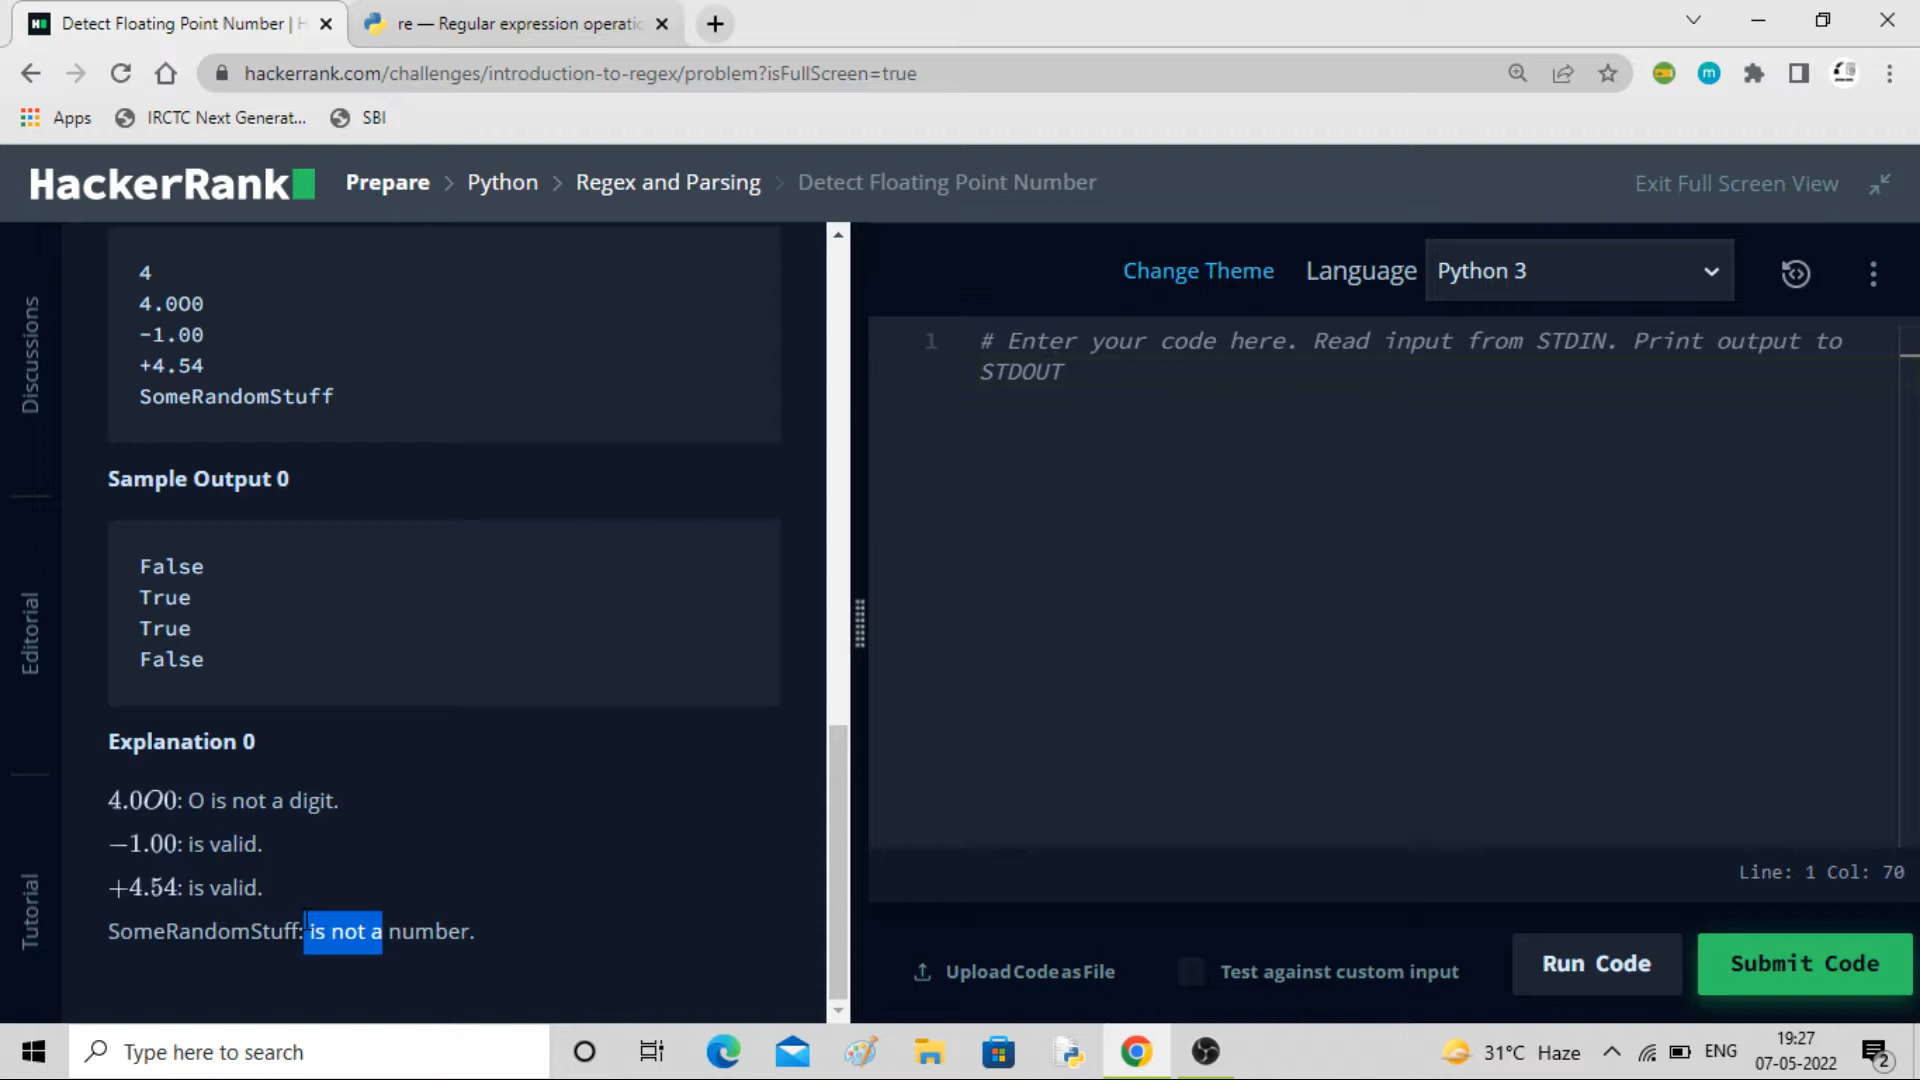 Detect Floating Point Number | H
re — Regular expression operatio
hackerrank.com/challenges/introduction-to-regex/problem?isFullScreen=true
m
Apps
IRCTC Next Generat...
SBI
HackerRank
Prepare > Python > Regex and Parsing > Detect Floating Point Number
Exit Full Screen View
Discussions
Editorial
Tutorial
4
4.0O0
-1.00
+4.54
SomeRandomStuff
Sample Output 0
False
True
True
False
Explanation 0
4.0O0: O is not a digit.
−1.00: is valid.
+4.54: is valid.
SomeRandomStuff: is not a number.
Change Theme
Language
Python 3
1
# Enter your code here. Read input from STDIN. Print output to
STDOUT
Line: 1 Col: 70
Upload Code as File
Test against custom input
Run Code
Submit Code
Type here to search
31°C Haze
ENG
19:27
07-05-2022
2